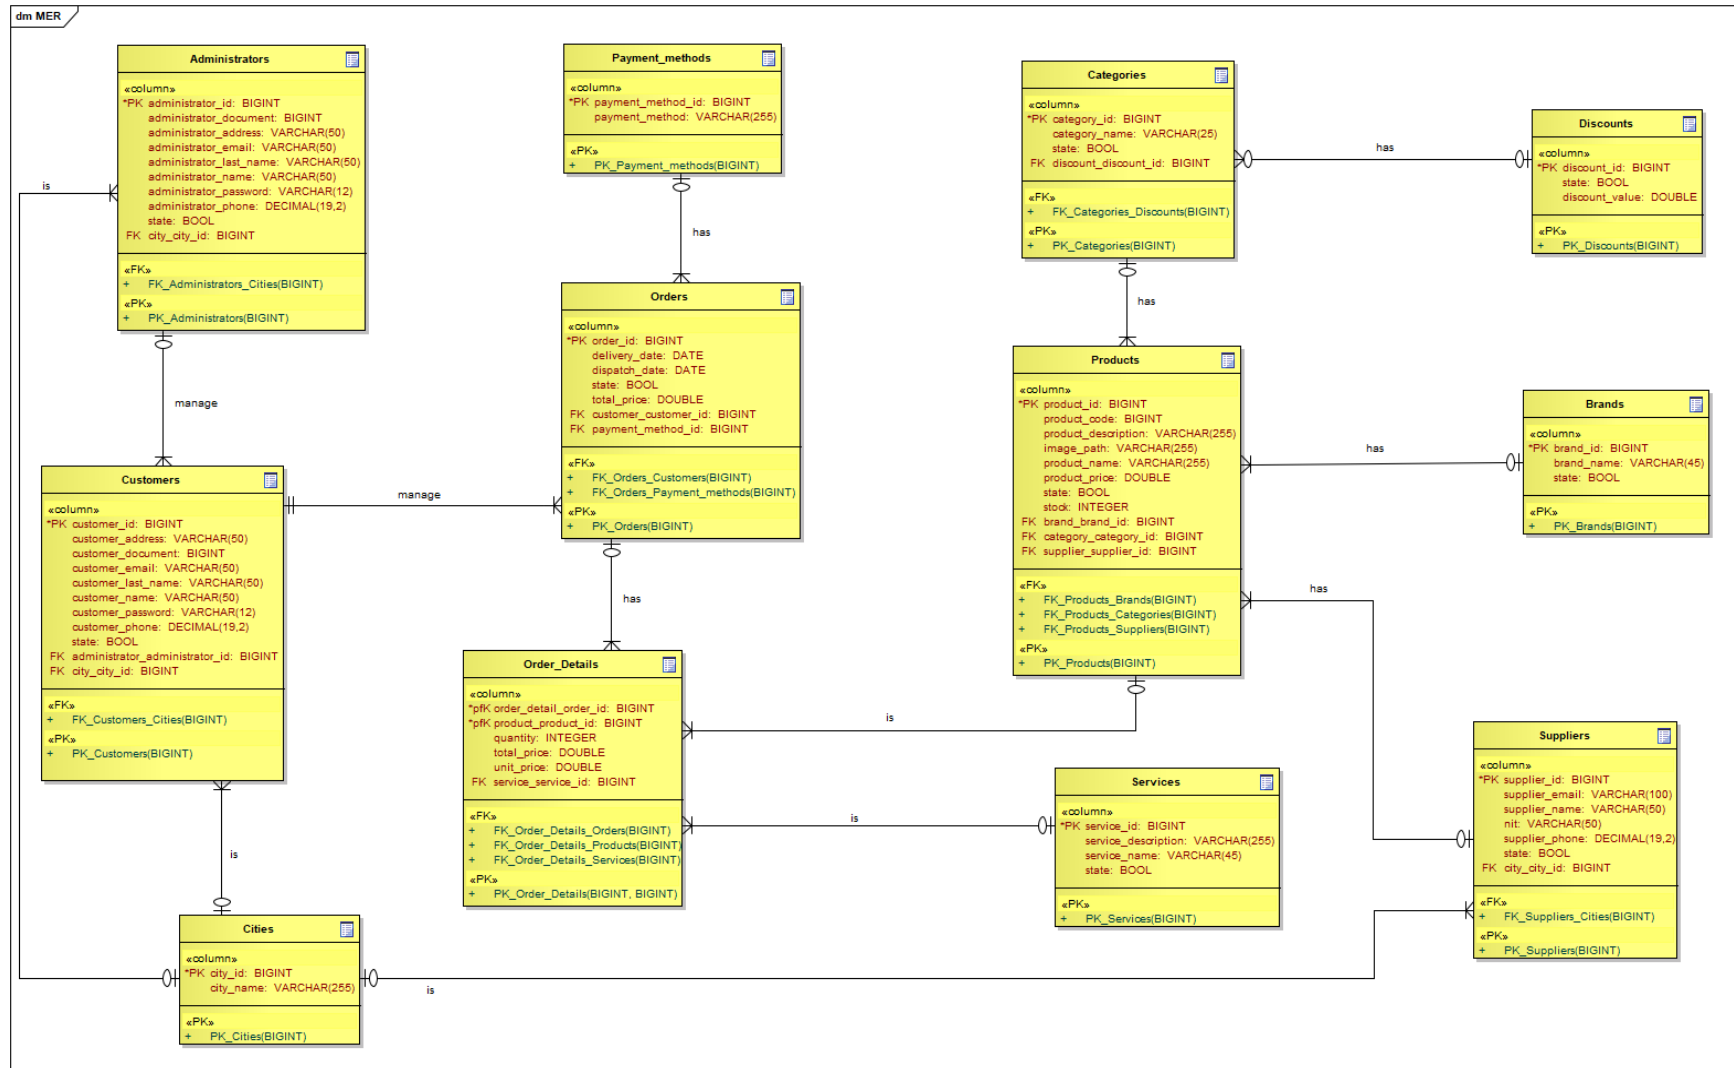 dm MER
Administrators
«column»
*PK administrator_id: BIGINT
administrator_document: BIGINT
administrator_address: VARCHAR(50)
administrator_email: VARCHAR(50)
administrator_last_name: VARCHAR(50)
administrator_name: VARCHAR(50)
administrator_password: VARCHAR(12)
administrator_phone: DECIMAL(19,2)
state: BOOL
FK city_city_id: BIGINT
«FK»
+ FK_Administrators_Cities(BIGINT)
«PK»
+ PK_Administrators(BIGINT)
Payment_methods
«column»
*PK payment_method_id: BIGINT
payment_method: VARCHAR(255)
«PK»
+ PK_Payment_methods(BIGINT)
Categories
«column»
*PK category_id: BIGINT
category_name: VARCHAR(25)
state: BOOL
FK discount_discount_id: BIGINT
«FK»
+ FK_Categories_Discounts(BIGINT)
«PK»
+ PK_Categories(BIGINT)
has
Discounts
«column»
*PK discount_id: BIGINT
state: BOOL
discount_value: DOUBLE
«PK»
+ PK_Discounts(BIGINT)
is
has
has
manage
Orders
«column»
*PK order_id: BIGINT
delivery_date: DATE
dispatch_date: DATE
state: BOOL
total_price: DOUBLE
FK customer_customer_id: BIGINT
FK payment_method_id: BIGINT
«FK»
+ FK_Orders_Customers(BIGINT)
+ FK_Orders_Payment_methods(BIGINT)
«PK»
+ PK_Orders(BIGINT)
Products
«column»
*PK product_id: BIGINT
product_code: BIGINT
product_description: VARCHAR(255)
image_path: VARCHAR(255)
product_name: VARCHAR(255)
product_price: DOUBLE
state: BOOL
stock: INTEGER
FK brand_brand_id: BIGINT
FK category_category_id: BIGINT
FK supplier_supplier_id: BIGINT
«FK»
+ FK_Products_Brands(BIGINT)
+ FK_Products_Categories(BIGINT)
+ FK_Products_Suppliers(BIGINT)
«PK»
+ PK_Products(BIGINT)
has
Brands
«column»
*PK brand_id: BIGINT
brand_name: VARCHAR(45)
state: BOOL
«PK»
+ PK_Brands(BIGINT)
Customers
«column»
*PK customer_id: BIGINT
customer_address: VARCHAR(50)
customer_document: BIGINT
customer_email: VARCHAR(50)
customer_last_name: VARCHAR(50)
customer_name: VARCHAR(50)
customer_password: VARCHAR(12)
customer_phone: DECIMAL(19,2)
state: BOOL
FK administrator_administrator_id: BIGINT
FK city_city_id: BIGINT
«FK»
+ FK_Customers_Cities(BIGINT)
«PK»
+ PK_Customers(BIGINT)
manage
has
has
Order_Details
«column»
*pfK order_detail_order_id: BIGINT
*pfK product_product_id: BIGINT
quantity: INTEGER
total_price: DOUBLE
unit_price: DOUBLE
FK service_service_id: BIGINT
«FK»
+ FK_Order_Details_Orders(BIGINT)
+ FK_Order_Details_Products(BIGINT)
+ FK_Order_Details_Services(BIGINT)
«PK»
+ PK_Order_Details(BIGINT, BIGINT)
is
is
Services
«column»
*PK service_id: BIGINT
service_description: VARCHAR(255)
service_name: VARCHAR(45)
state: BOOL
«PK»
+ PK_Services(BIGINT)
Suppliers
«column»
*PK supplier_id: BIGINT
supplier_email: VARCHAR(100)
supplier_name: VARCHAR(50)
nit: VARCHAR(50)
supplier_phone: DECIMAL(19,2)
state: BOOL
FK city_city_id: BIGINT
«FK»
+ FK_Suppliers_Cities(BIGINT)
«PK»
+ PK_Suppliers(BIGINT)
is
Cities
«column»
*PK city_id: BIGINT
city_name: VARCHAR(255)
«PK»
+ PK_Cities(BIGINT)
is